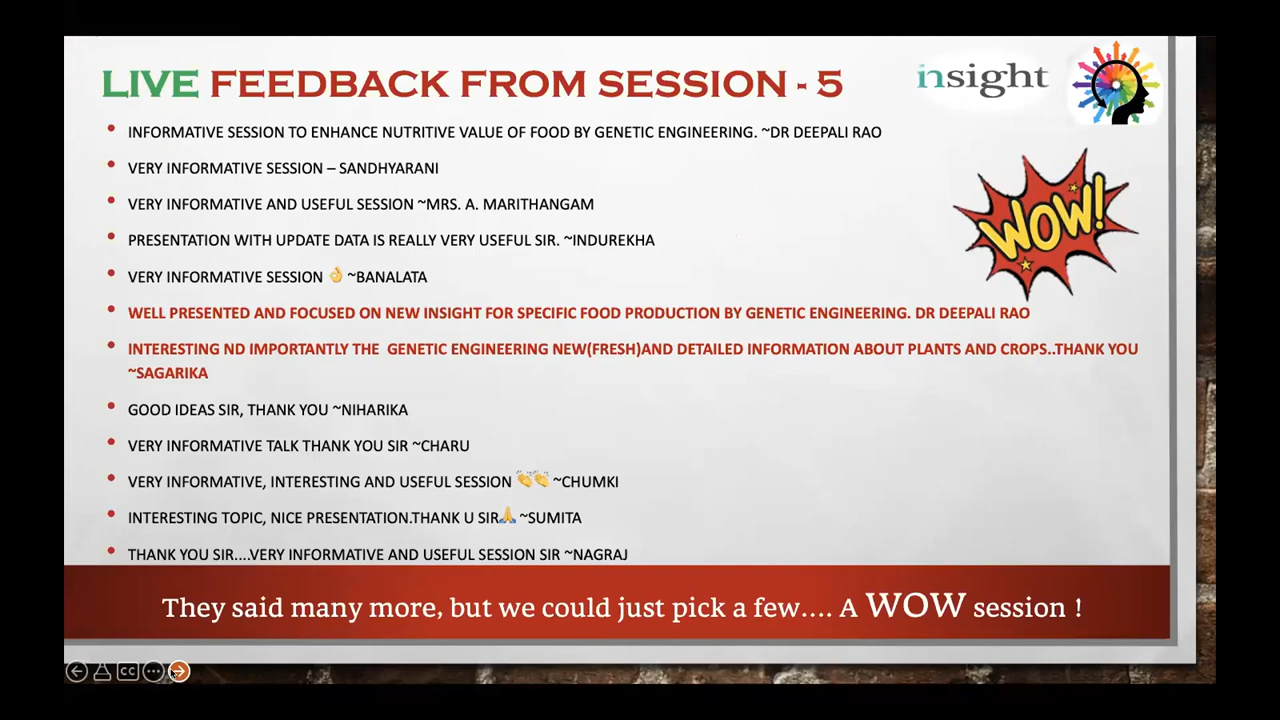 LIVE FEEDBACK FROM SESSION - 5
insight
INFORMATIVE SESSION TO ENHANCE NUTRITIVE VALUE OF FOOD BY GENETIC ENGINEERING. ~DR DEEPALI RAO
VERY INFORMATIVE SESSION – SANDHYARANI
VERY INFORMATIVE AND USEFUL SESSION ~MRS. A. MARITHANGAM
PRESENTATION WITH UPDATE DATA IS REALLY VERY USEFUL SIR. ~INDUREKHA
WOW!
VERY INFORMATIVE SESSION 👌 ~BANALATA
WELL PRESENTED AND FOCUSED ON NEW INSIGHT FOR SPECIFIC FOOD PRODUCTION BY GENETIC ENGINEERING. DR DEEPALI RAO
INTERESTING ND IMPORTANTLY THE GENETIC ENGINEERING NEW(FRESH)AND DETAILED INFORMATION ABOUT PLANTS AND CROPS..THANK YOU
~SAGARIKA
GOOD IDEAS SIR, THANK YOU ~NIHARIKA
VERY INFORMATIVE TALK THANK YOU SIR ~CHARU
VERY INFORMATIVE, INTERESTING AND USEFUL SESSION 👏👏 ~CHUMKI
INTERESTING TOPIC, NICE PRESENTATION.THANK U SIR🙏 ~SUMITA
THANK YOU SIR....VERY INFORMATIVE AND USEFUL SESSION SIR ~NAGRAJ
They said many more, but we could just pick a few.... A WOW session !
CC